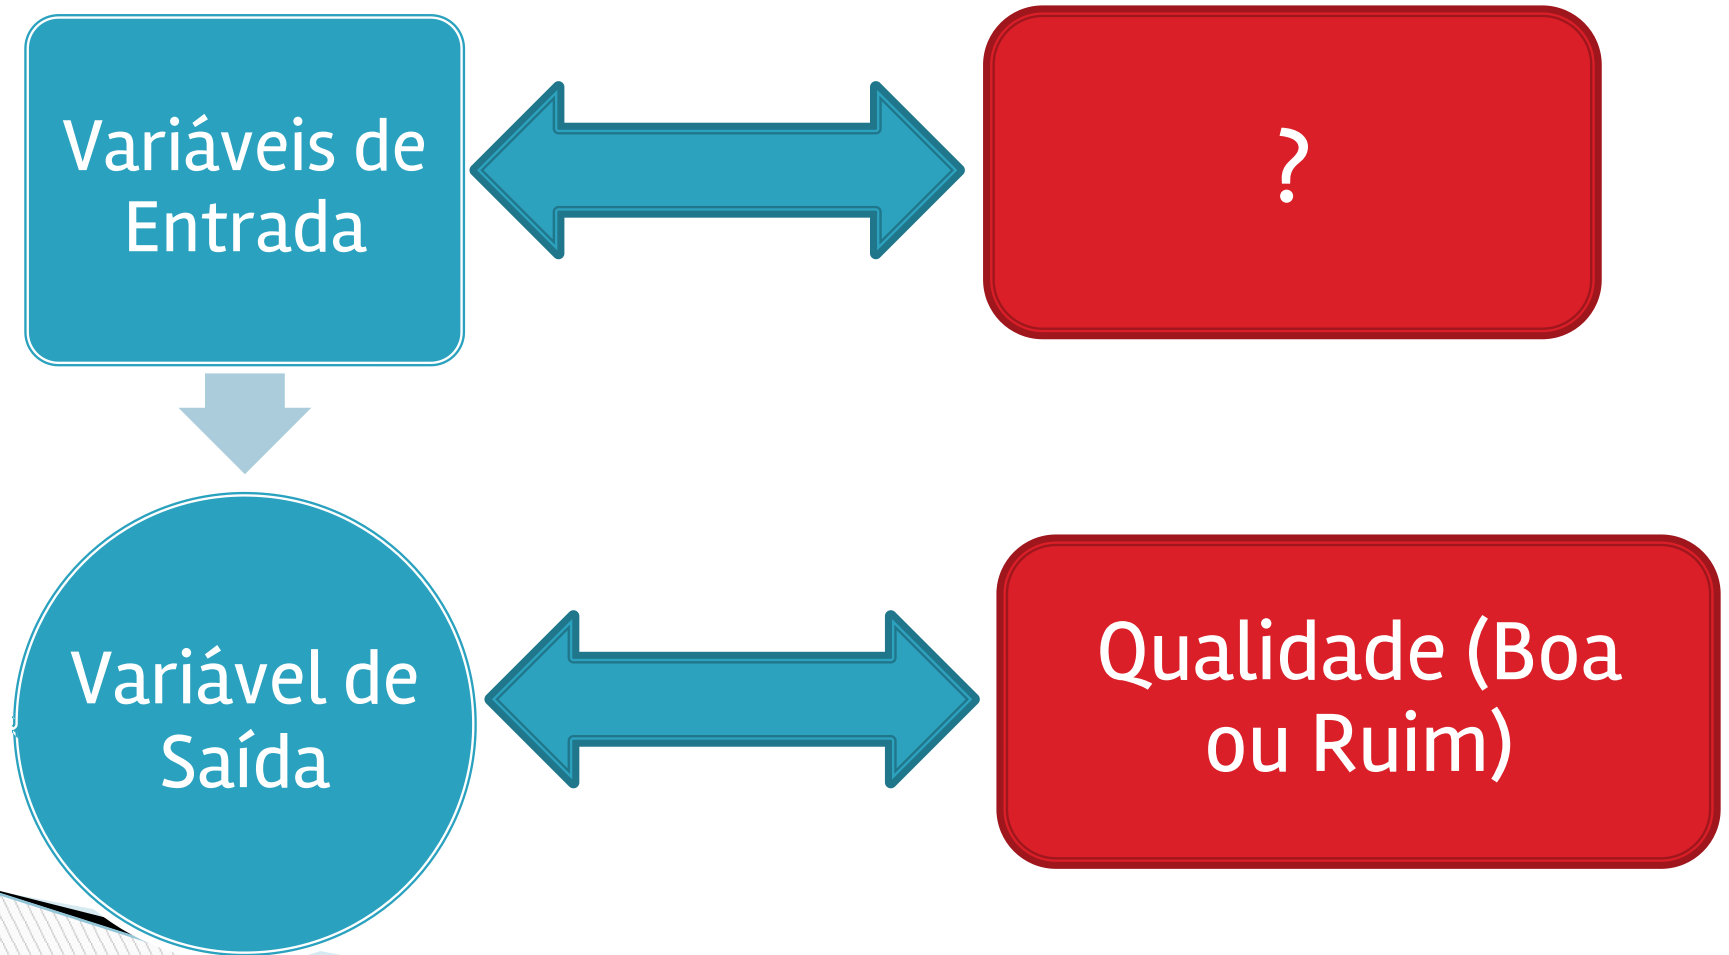 Variáveis de
Entrada
?
Variável de
Saída
Qualidade (Boa
ou Ruim)